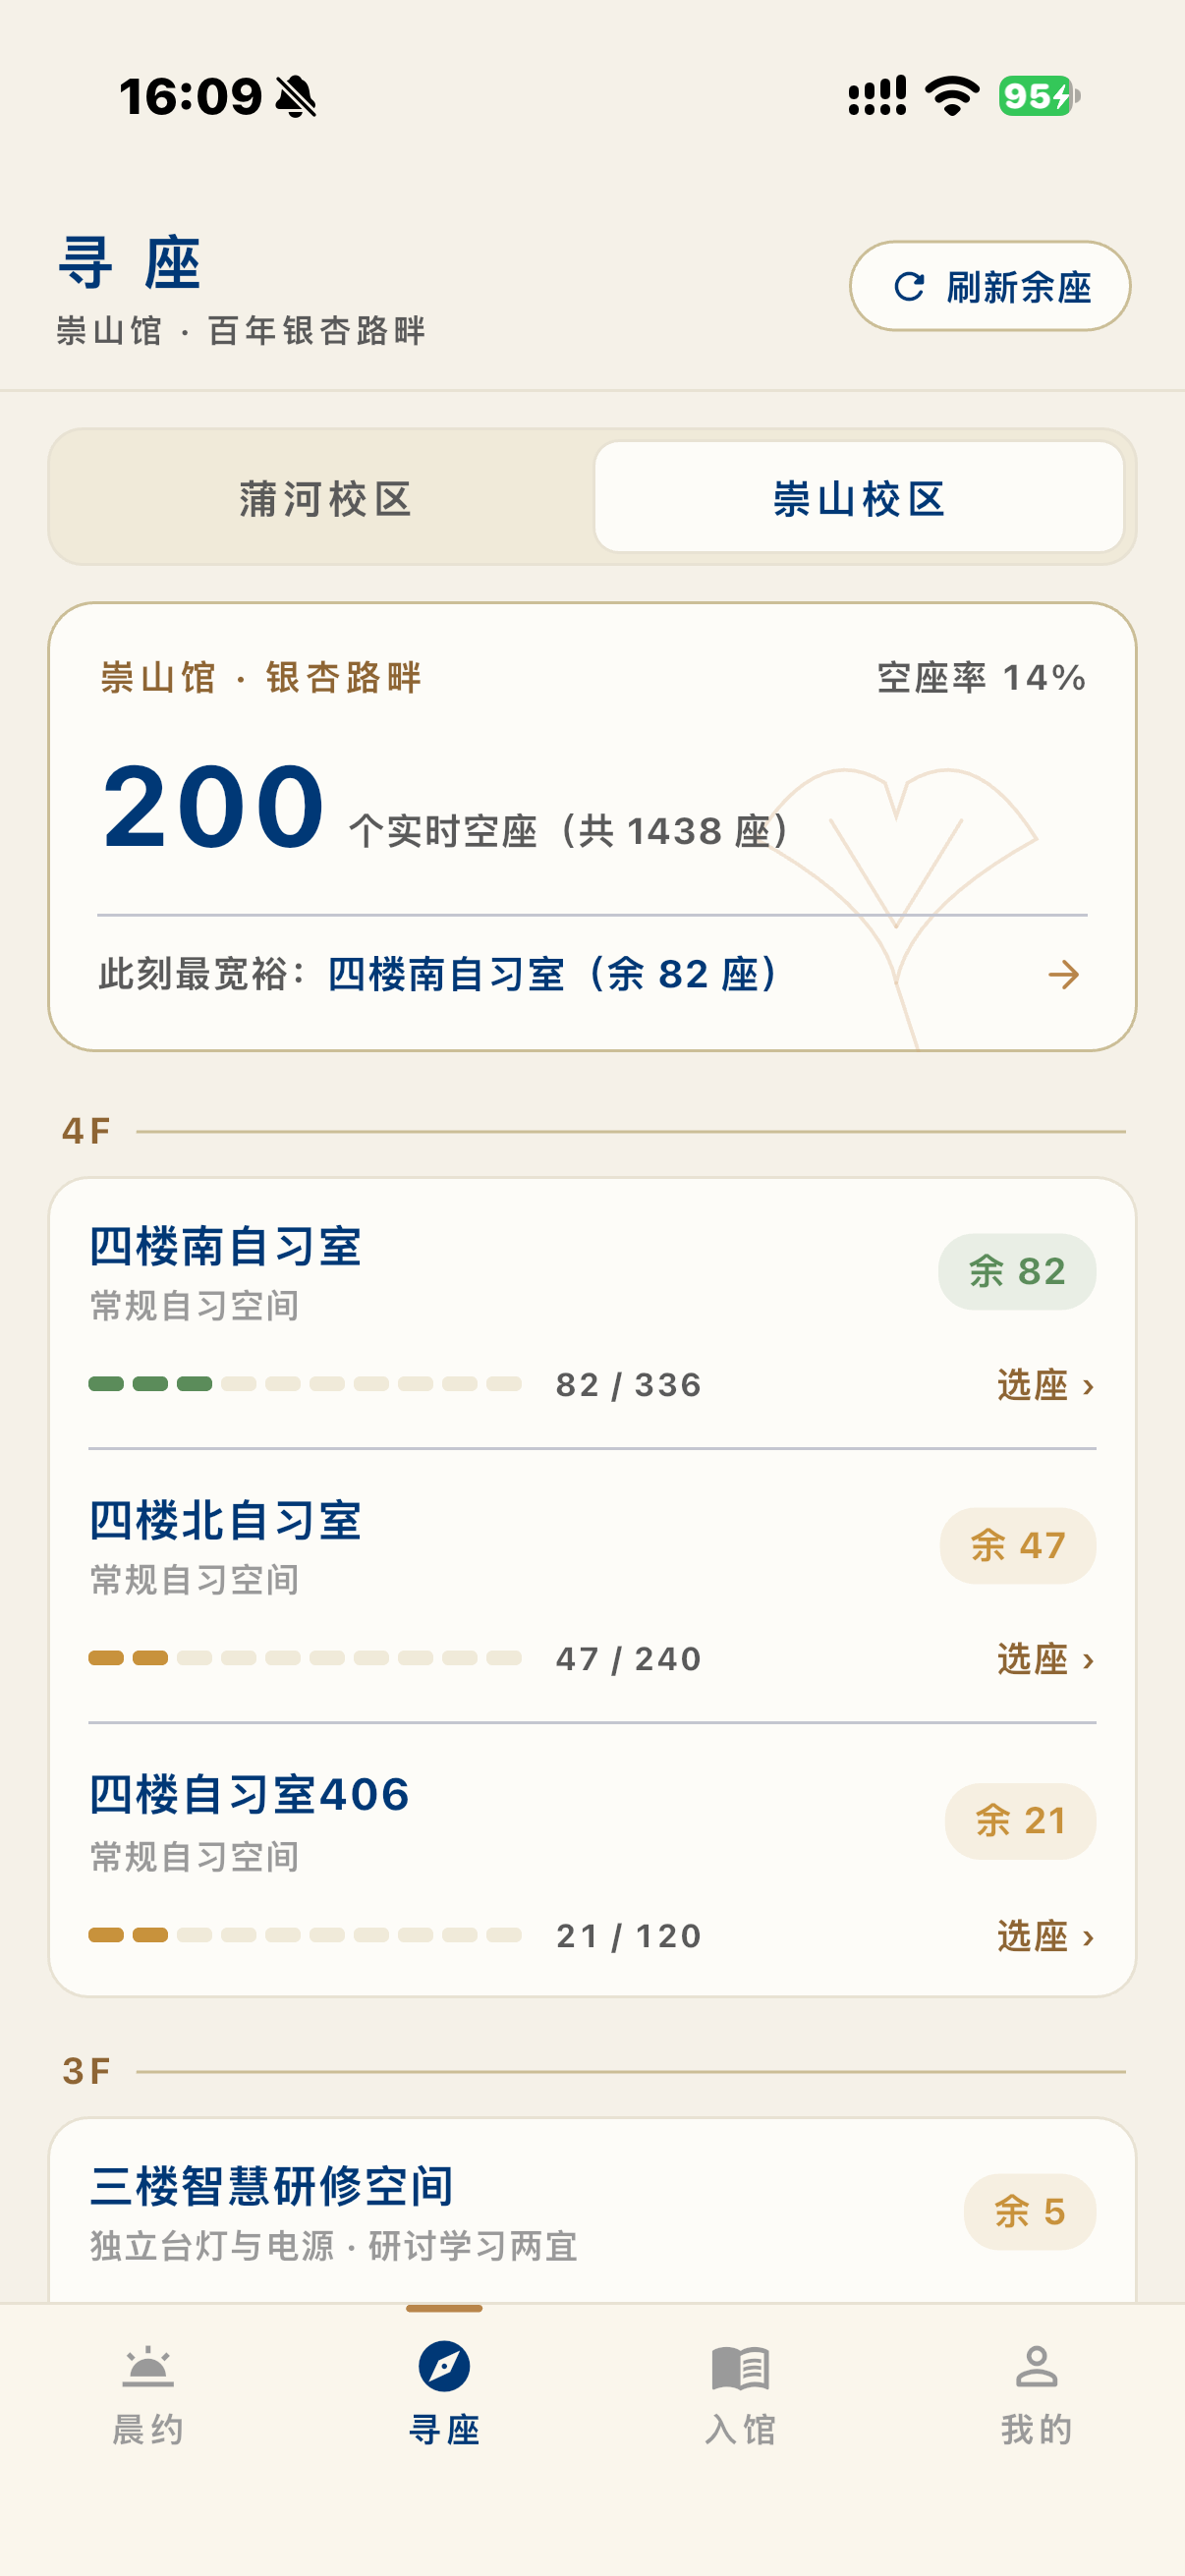 16:09
95
寻 座
崇山馆 · 百年银杏路畔
刷新余座
蒲河校区
崇山校区
崇山馆 · 银杏路畔
空座率 14%
200 个实时空座（共 1438 座）
此刻最宽裕：四楼南自习室（余 82 座）
4F
四楼南自习室
常规自习空间
余 82
82 / 336
选座 ›
四楼北自习室
常规自习空间
余 47
47 / 240
选座 ›
四楼自习室406
常规自习空间
余 21
21 / 120
选座 ›
3F
三楼智慧研修空间
独立台灯与电源 · 研讨学习两宜
余 5
晨约
寻座
入馆
我的